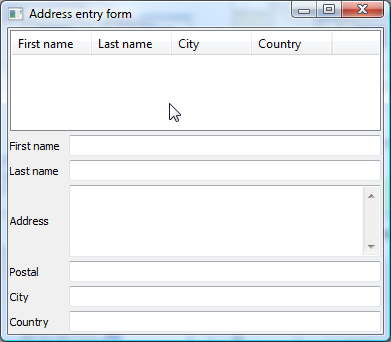 Address entry form
First name Last name City Country
First name
Last name
Address
Postal
City
Country